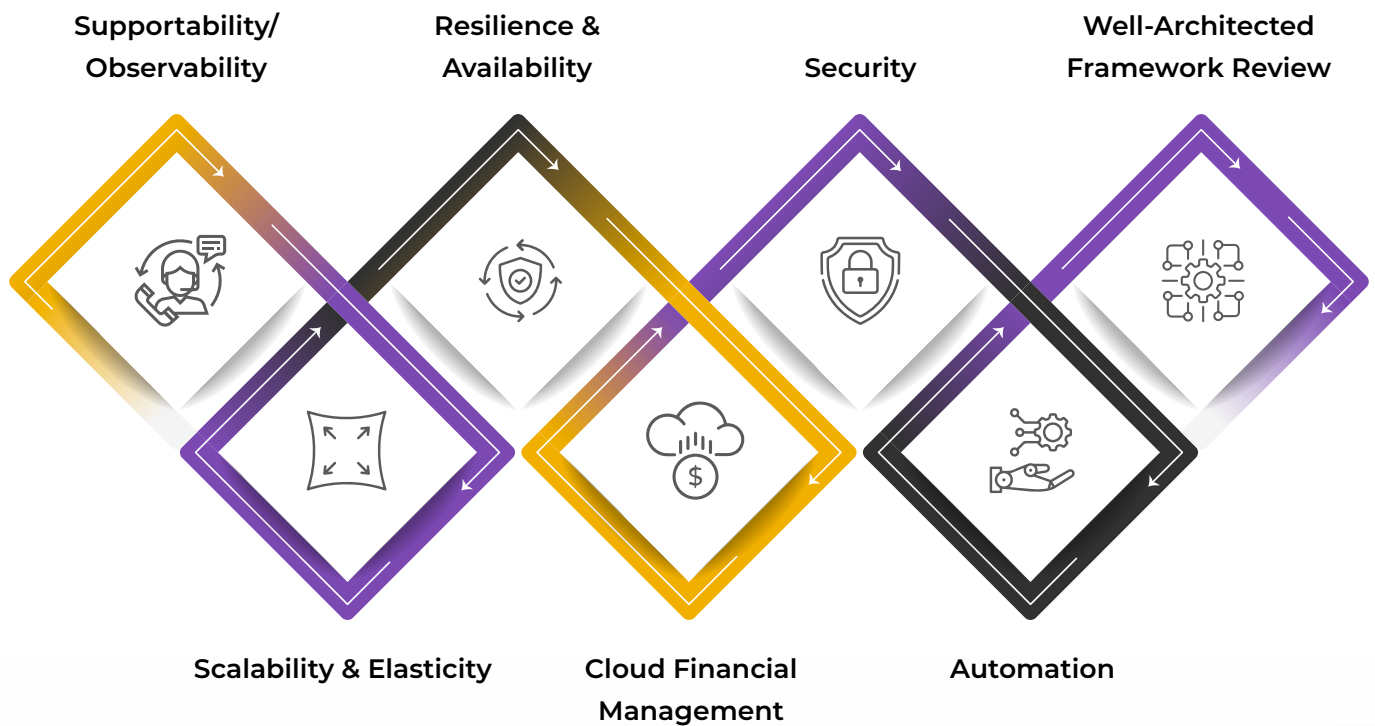 Supportability/
Observability
Resilience &
Availability
Security
Well-Architected
Framework Review
$
Scalability & Elasticity
Cloud Financial
Management
Automation